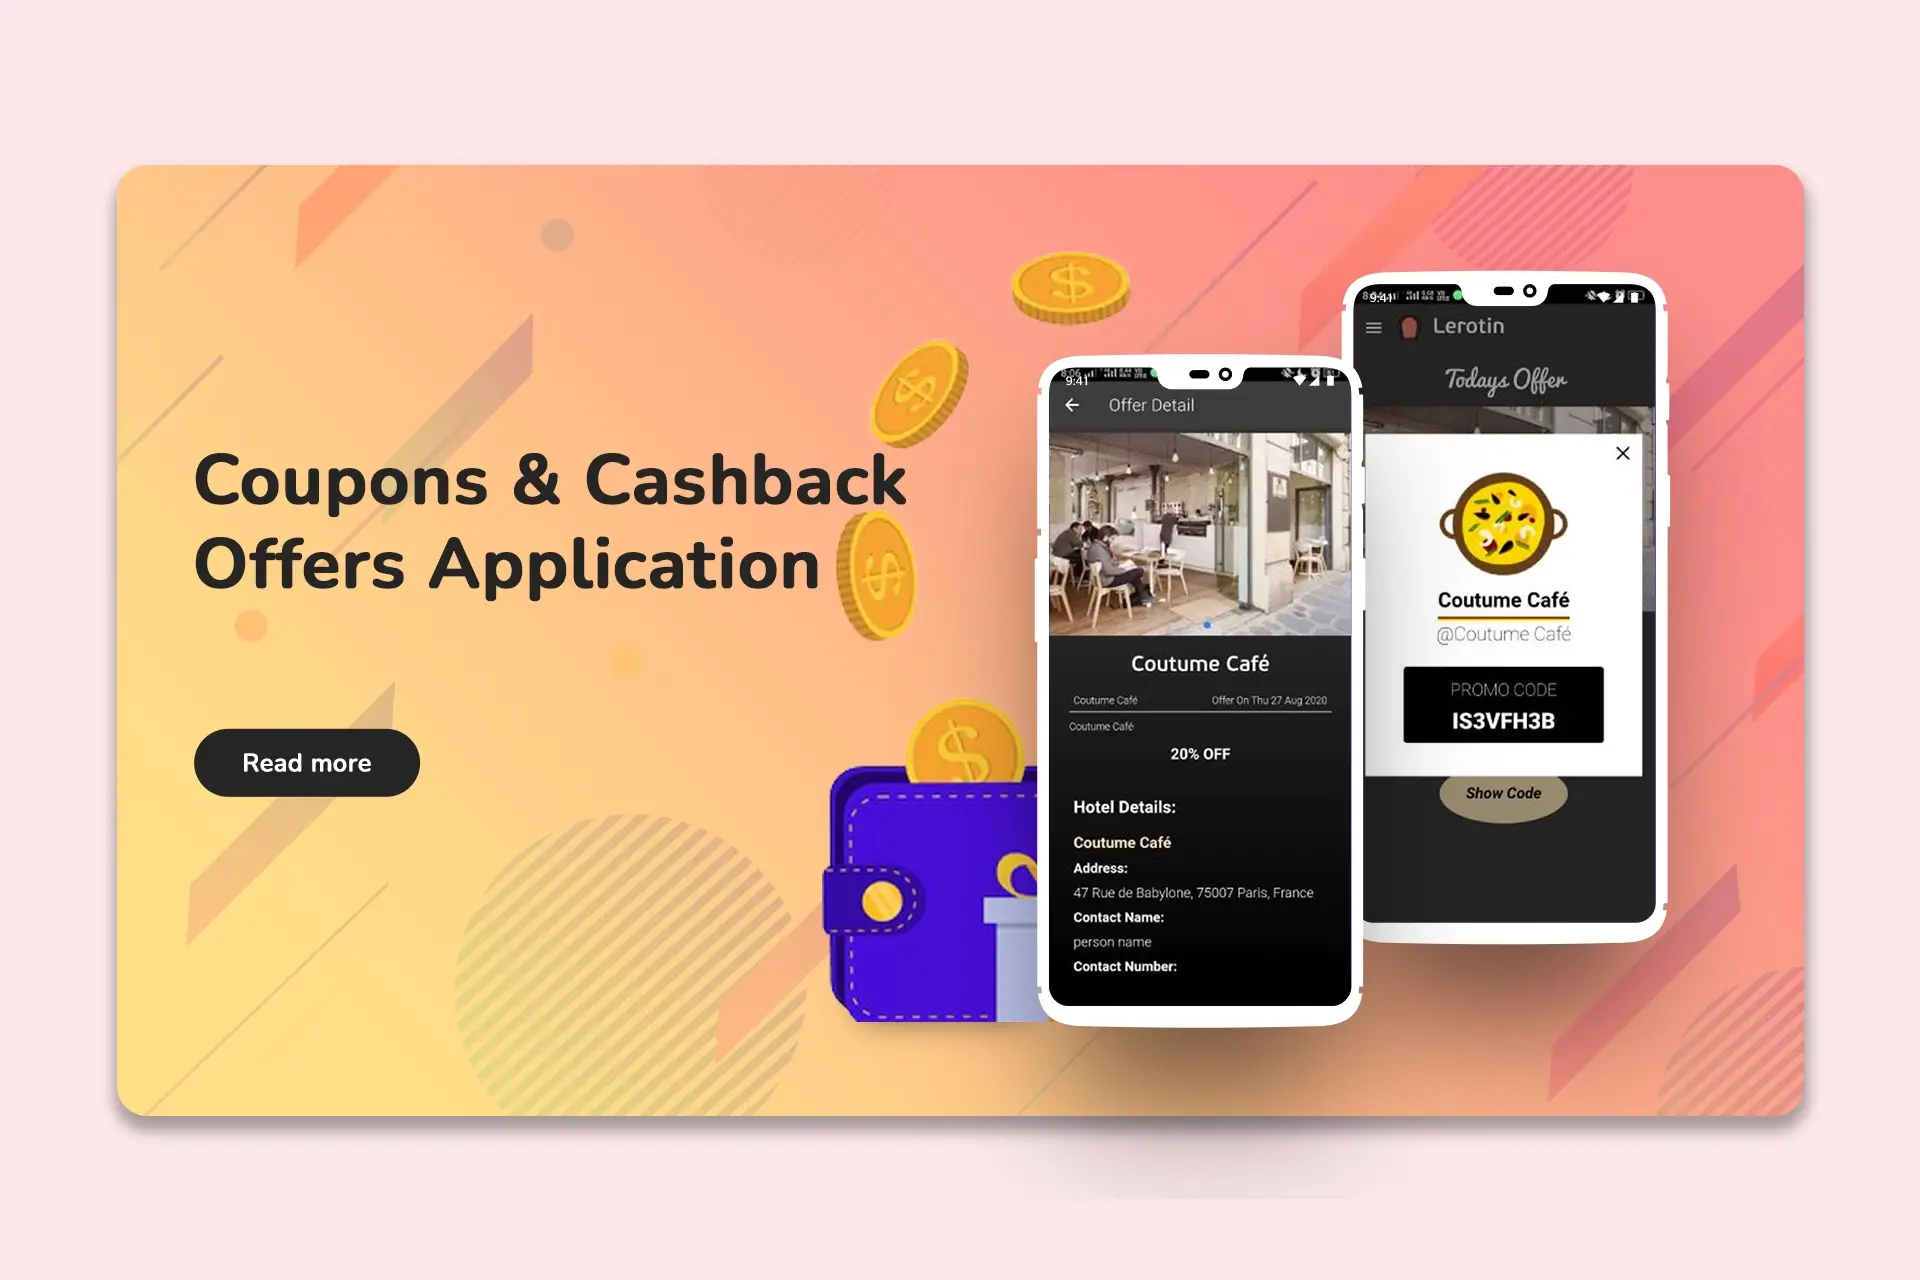 Coupons & Cashback
Offers Application
Read more
9:41
Offer Detail
Coutume Café
Coutume Café
Offer On Thu 27 Aug 2020
Coutume Café
20% OFF
Hotel Details:
Coutume Café
Address:
47 Rue de Babylone, 75007 Paris, France
Contact Name:
person name
Contact Number:
9:41
Lerotin
Todays Offer
Coutume Café
@Coutume Café
PROMO CODE
IS3VFH3B
Show Code